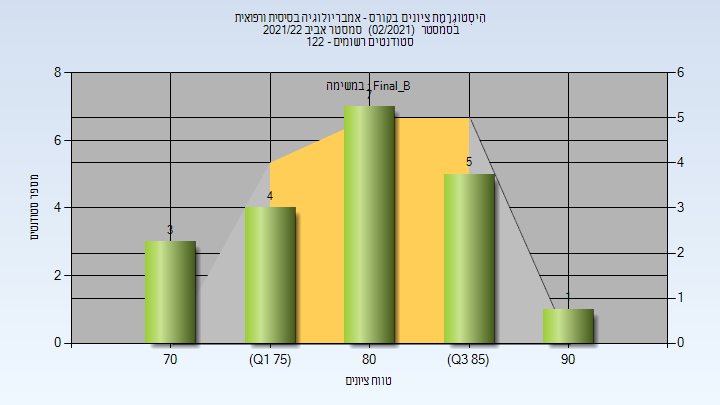 היסטוגרמת ציונים בקורס - אמבריולוגיה בסיסית ורפואית
בסמסטר (02/2021) סמסטר אביב 2021/22
סטודנטים רשומים - 122
במשימה : Final_B
8
6
4
2
0
6
5
4
3
2
1
0
מספר סטודנטים
3
4
7
5
1
70
(Q1 75)
80
(Q3 85)
90
טווח ציונים